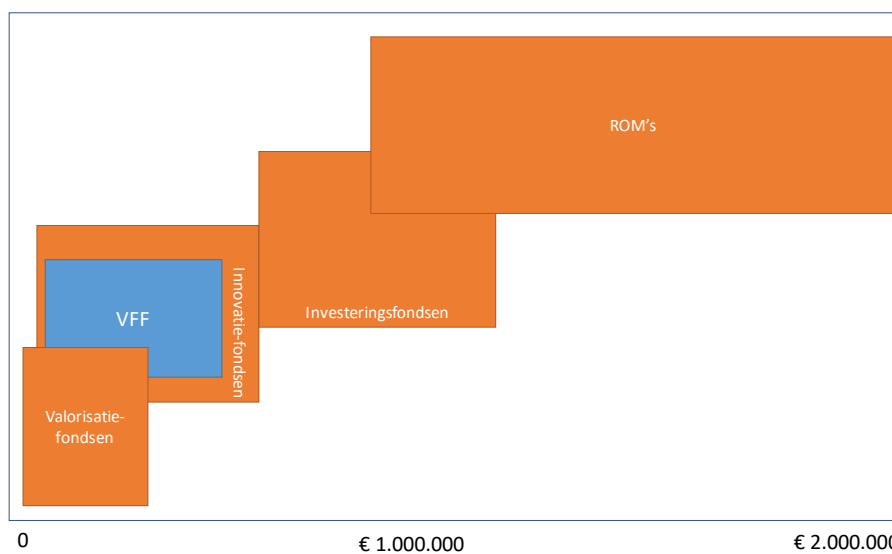 ROM's
Investeringsfondsen
Innovatie-fondsen
VFF
Valorisatie-
fondsen
0
€ 1.000.000
€ 2.000.000